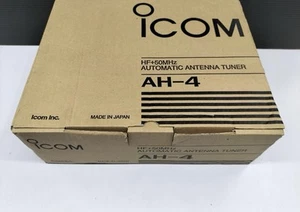 ICOM
HF+50MHz
AUTOMATIC ANTENNA TUNER
AH-4
Icom Inc.
MADE IN JAPAN
ICOM
HF+50MHz
AUTOMATIC ANTENNA TUNER
AH-4